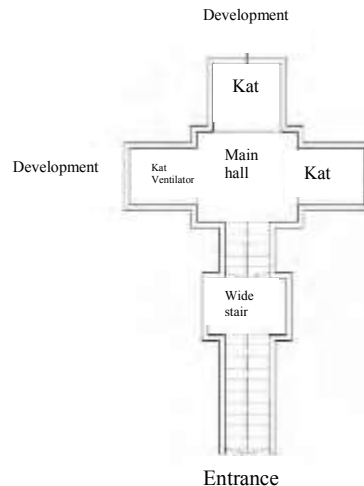 Development
Kat
Main
hall
Development
Kat
Ventilator
Kat
Wide
stair
Entrance